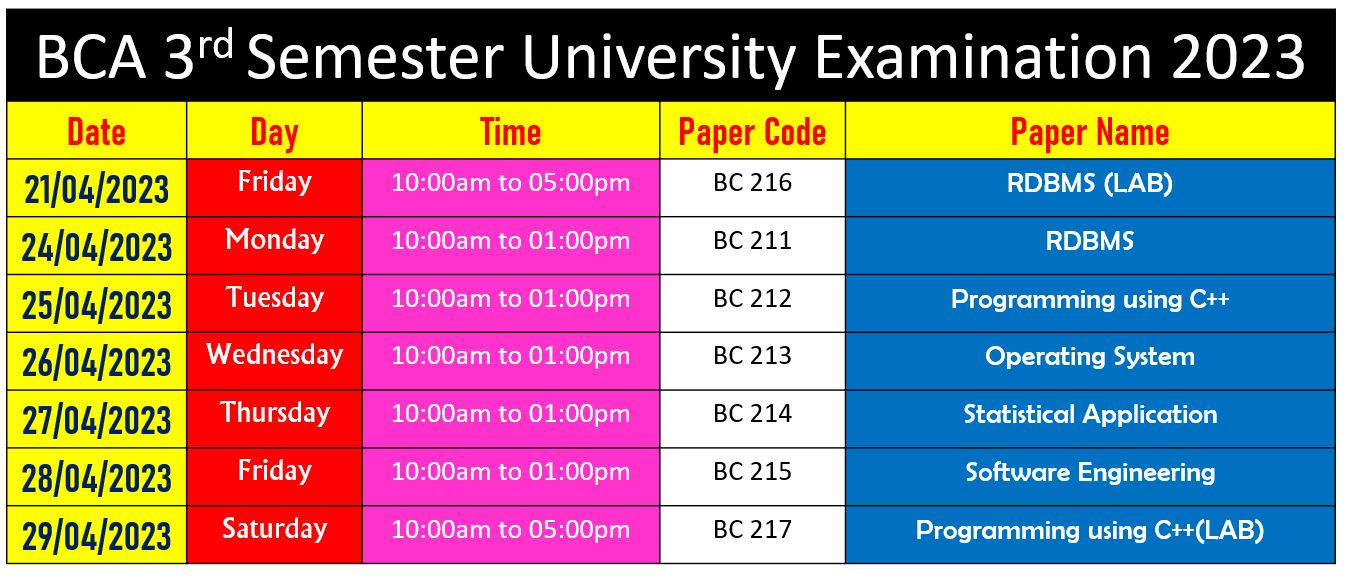 BCA 3rd Semester University Examination 2023
Date Day Time Paper Code Paper Name
21/04/2023 Friday 10:00am to 05:00pm BC 216 RDBMS (LAB)
24/04/2023 Monday 10:00am to 01:00pm BC 211 RDBMS
25/04/2023 Tuesday 10:00am to 01:00pm BC 212 Programming using C++
26/04/2023 Wednesday 10:00am to 01:00pm BC 213 Operating System
27/04/2023 Thursday 10:00am to 01:00pm BC 214 Statistical Application
28/04/2023 Friday 10:00am to 01:00pm BC 215 Software Engineering
29/04/2023 Saturday 10:00am to 05:00pm BC 217 Programming using C++(LAB)